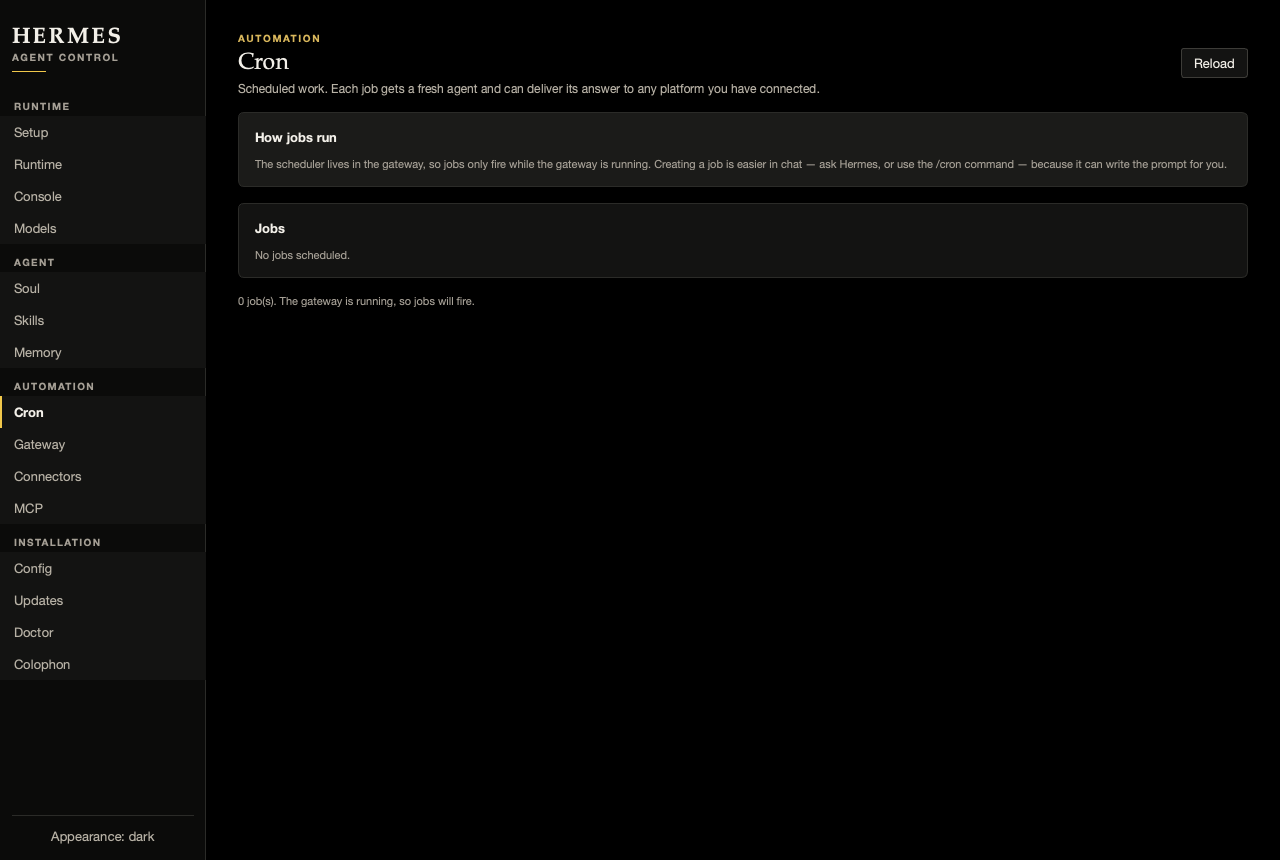 HERMES
AGENT CONTROL
RUNTIME
Setup
Runtime
Console
Models
AGENT
Soul
Skills
Memory
AUTOMATION
Cron
Gateway
Connectors
MCP
INSTALLATION
Config
Updates
Doctor
Colophon
Appearance: dark
AUTOMATION
Cron
Reload
Scheduled work. Each job gets a fresh agent and can deliver its answer to any platform you have connected.
How jobs run
The scheduler lives in the gateway, so jobs only fire while the gateway is running. Creating a job is easier in chat — ask Hermes, or use the /cron command — because it can write the prompt for you.
Jobs
No jobs scheduled.
0 job(s). The gateway is running, so jobs will fire.